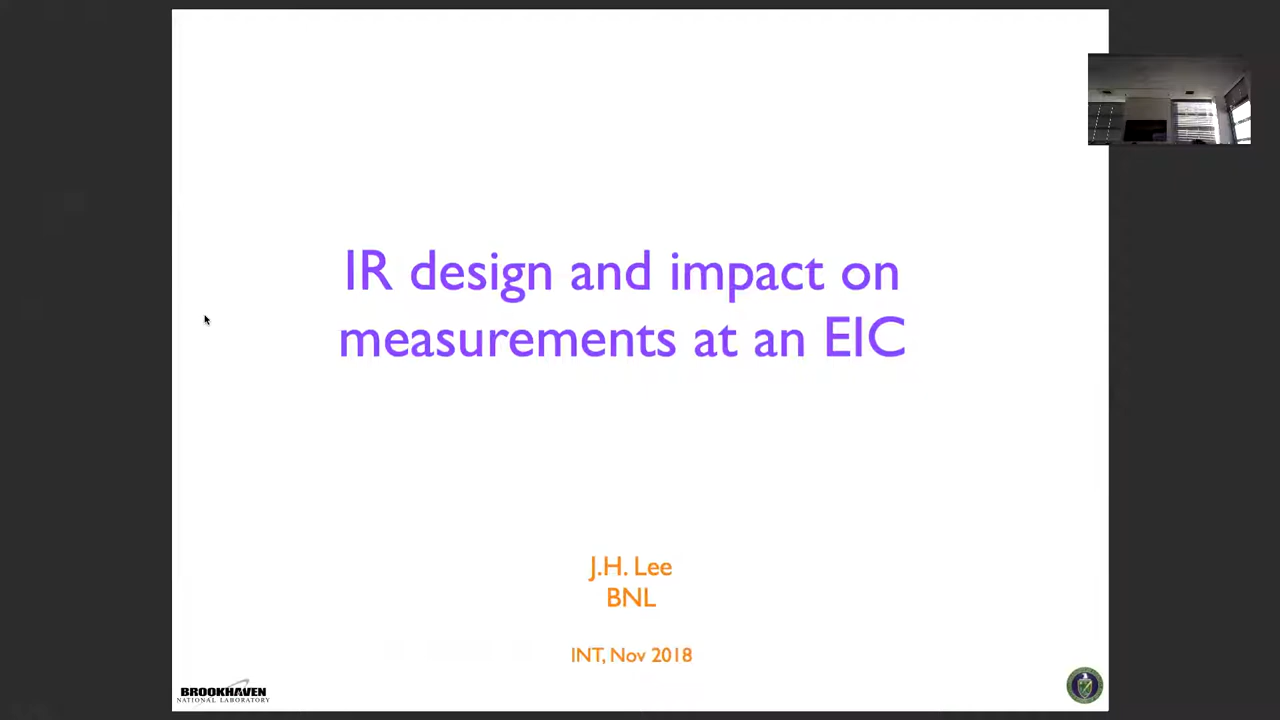 IR design and impact on
measurements at an EIC
J.H. Lee
BNL
INT, Nov 2018
BROOKHAVEN
NATIONAL LABORATORY